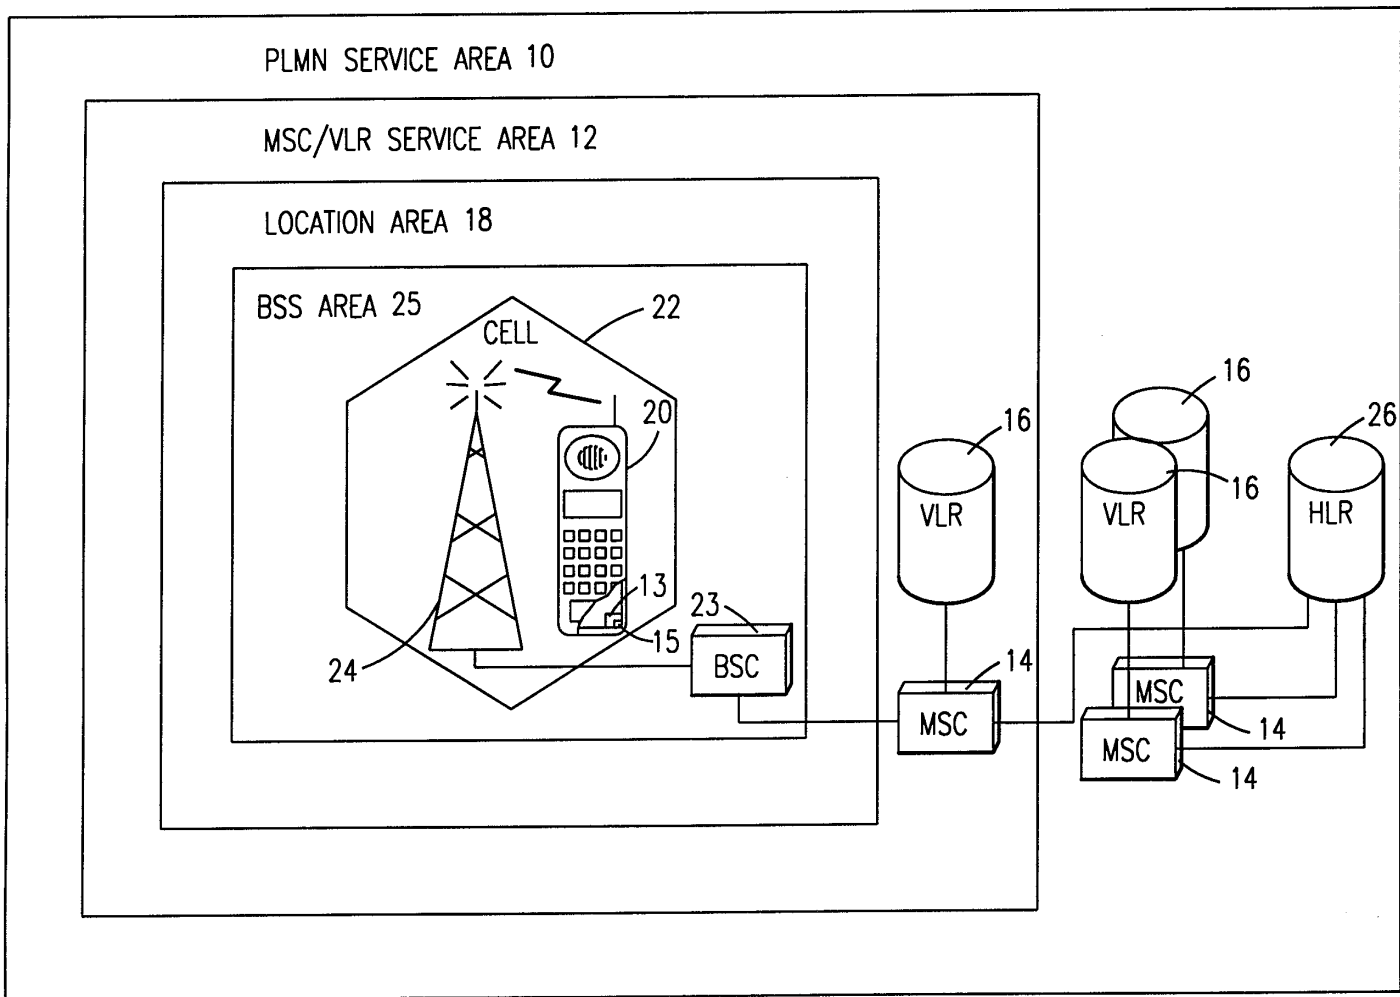 PLMN SERVICE AREA 10
MSC/VLR SERVICE AREA 12
LOCATION AREA 18
BSS AREA 25
CELL
22
20
13
15
24
23
BSC
16
VLR
14
MSC
16
16
VLR
26
HLR
MSC
14
MSC
14